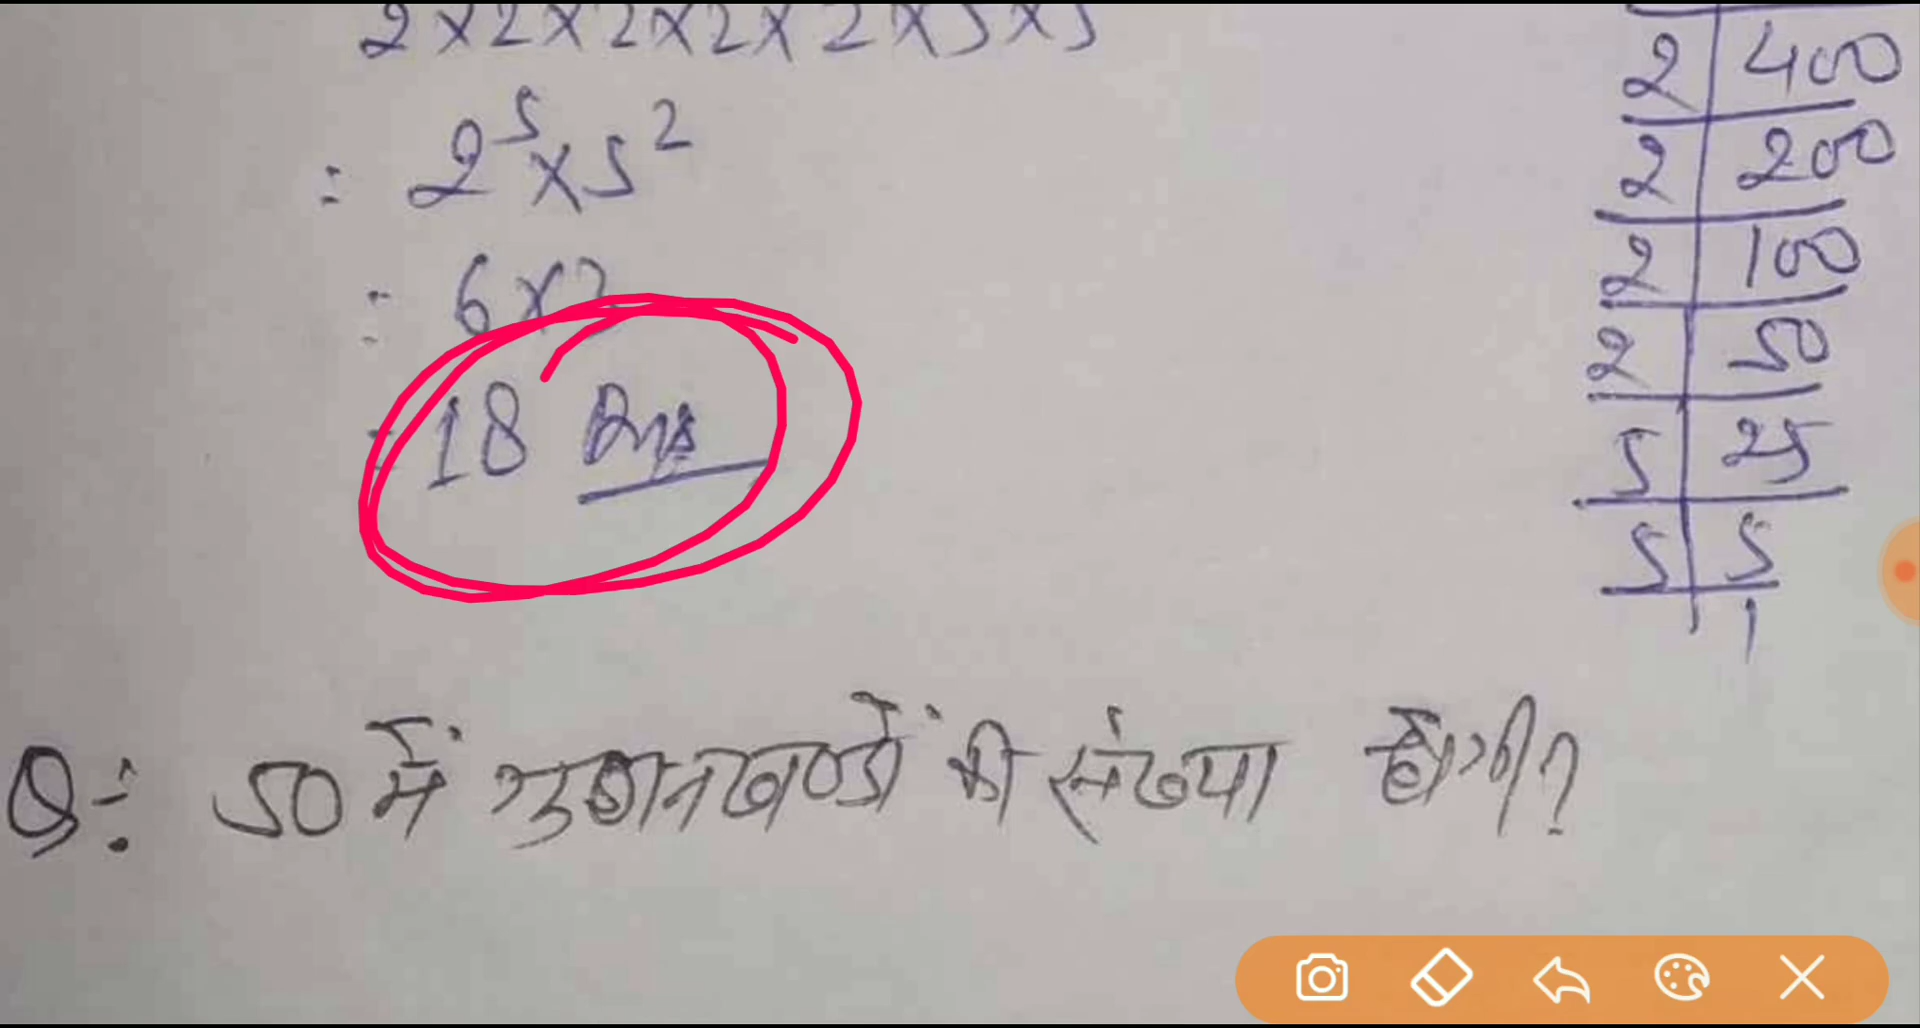 2×2×2×2×2×5×5
= 2⁵×5²
= 6×3
= 18 Ans
2 | 400
2 | 200
2 | 100
2 | 50
5 | 25
5 | 5
1
Q÷ 50 में गुणनखण्डों की संख्या होगी?